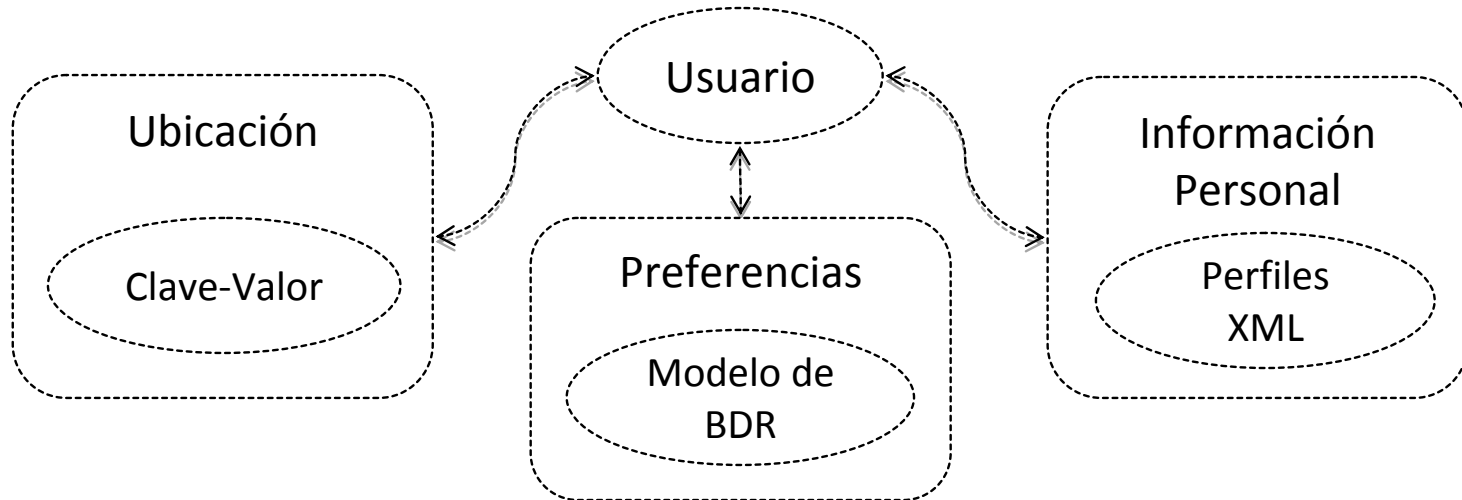 Usuario
Ubicación
Clave-Valor
Preferencias
Modelo de
BDR
Información
Personal
Perfiles
XML